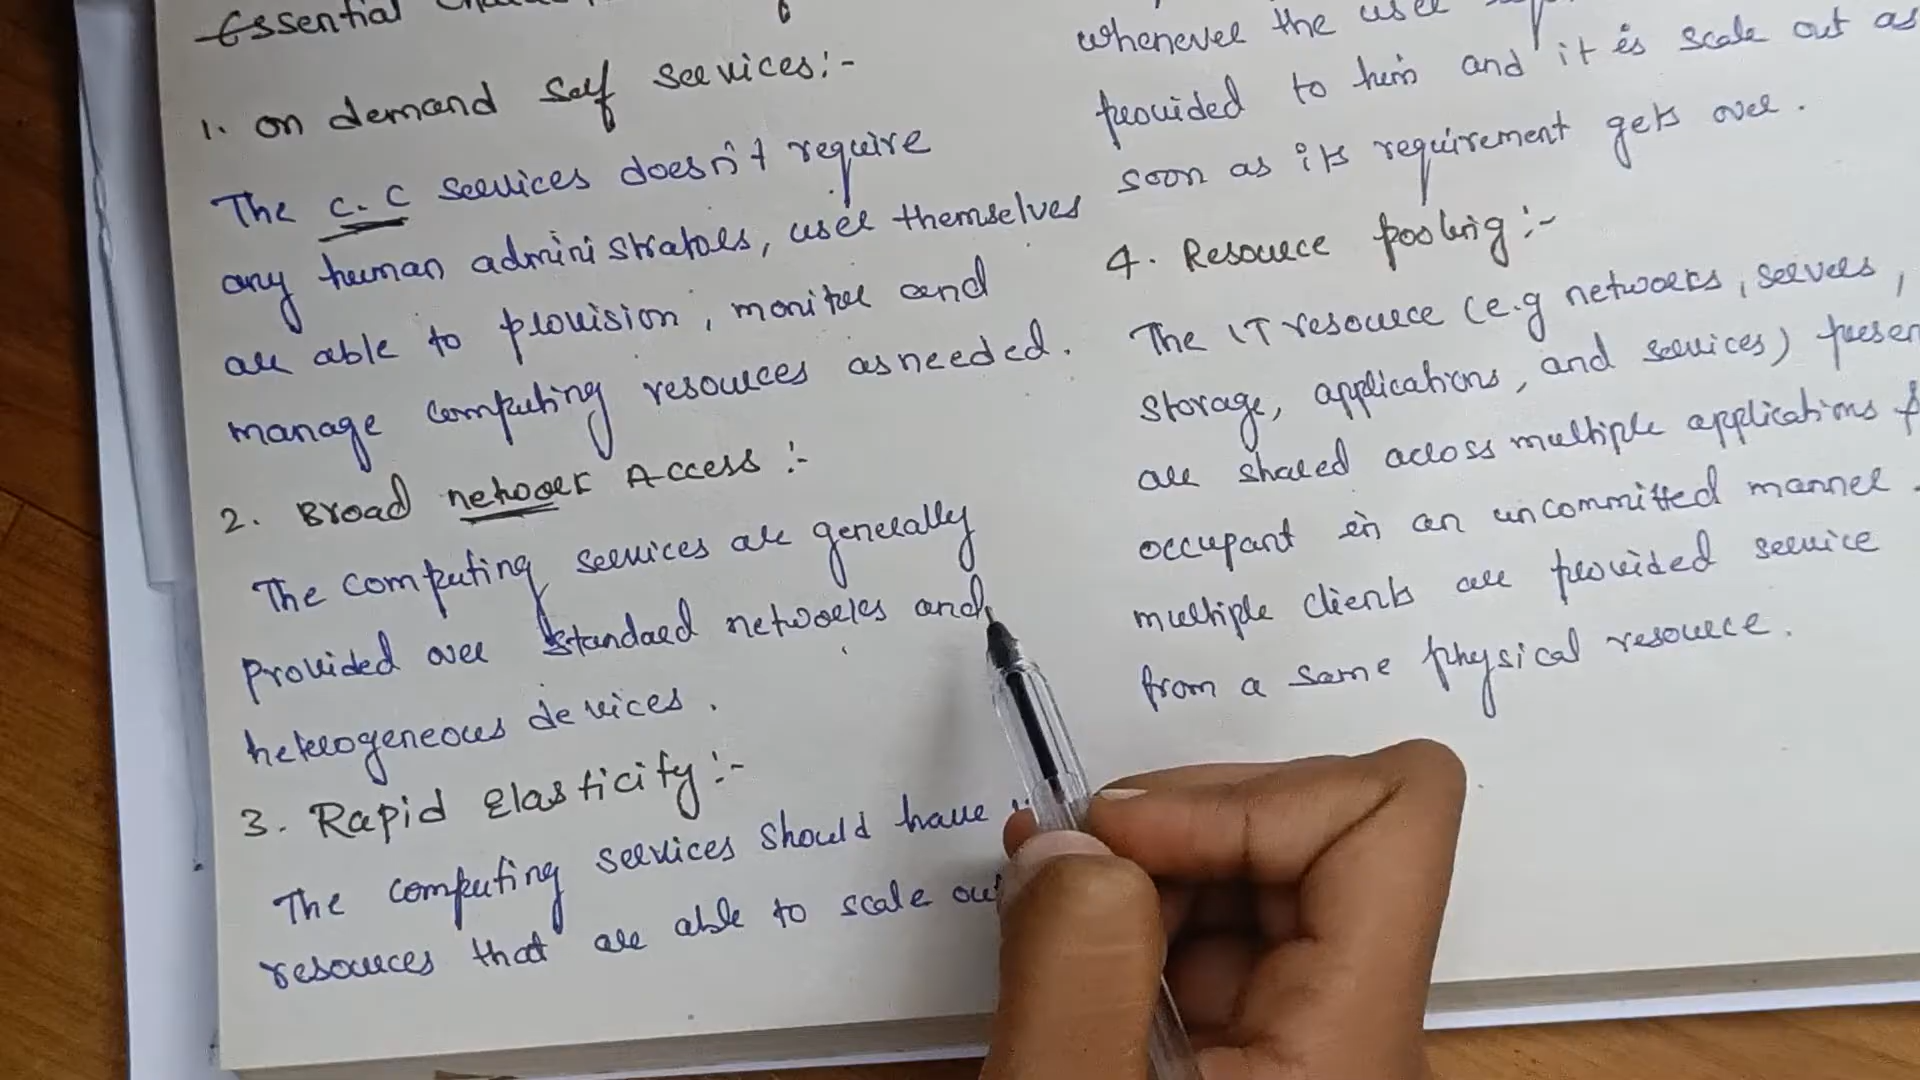 Essential
1. on demand self services:-
The C.C services doesn't require
any human administrators, user themselves
are able to provision, monitor and
manage computing resources as needed.
2. Broad network Access :-
The computing services are generally
provided over standard networks and
heterogeneous devices.
3. Rapid Elasticity:-
The computing services should have
resources that are able to scale out
whenever the user
provided to him and it is scale out as
soon as its requirement gets over.
4. Resource pooling:-
The IT resource (e.g networks, servers,
storage, applications, and services) present
are shared across multiple applications &
occupant in an uncommitted manner.
multiple clients are provided service
from a same physical resource.